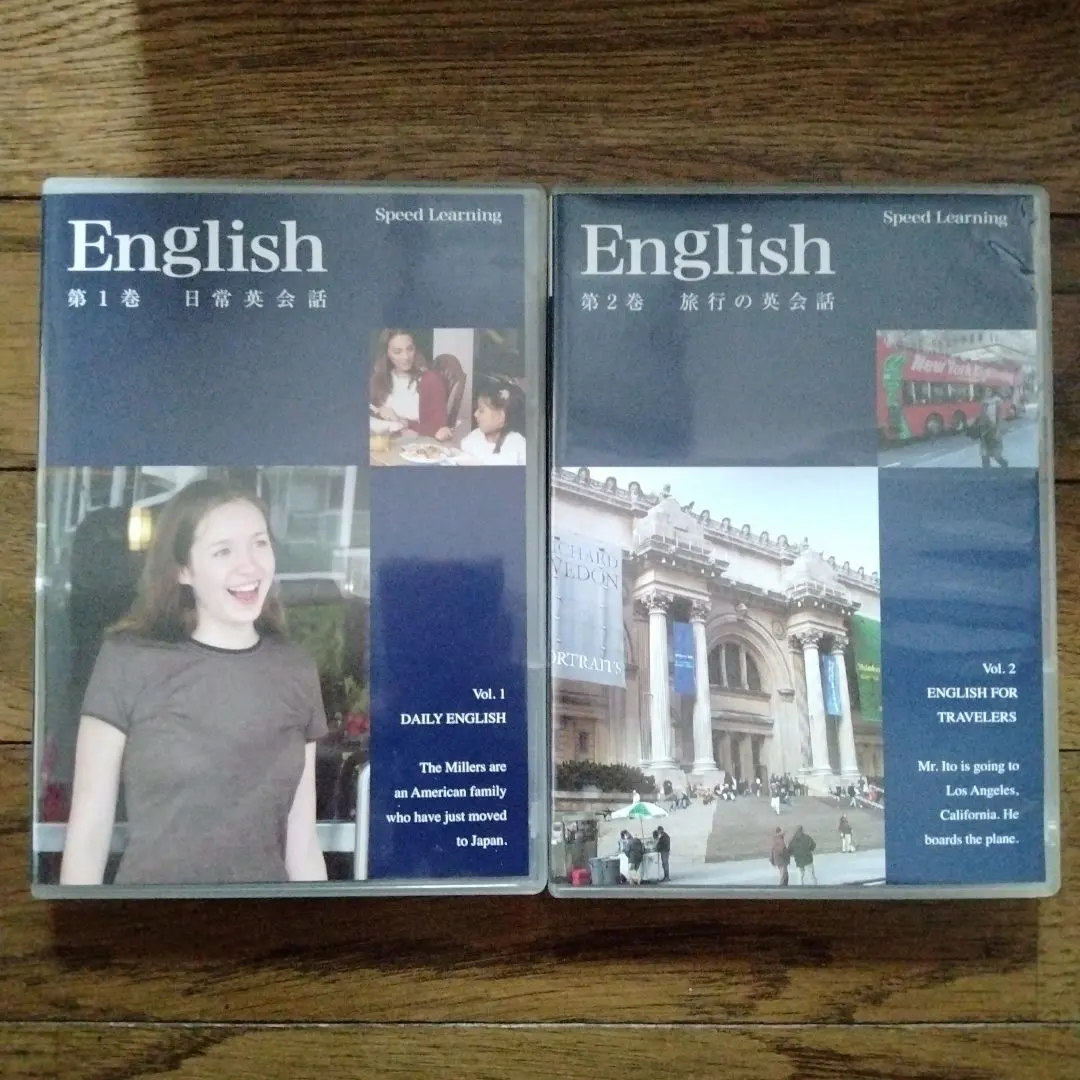 Speed Learning
English
第1巻 日常英会話
Vol. 1
DAILY ENGLISH
The Millers are
an American family
who have just moved
to Japan.
Speed Learning
English
第2巻 旅行の英会話
New York
VEDON
PORTRAITS
Vol. 2
ENGLISH FOR
TRAVELERS
Mr. Ito is going to
Los Angeles,
California. He
boards the plane.